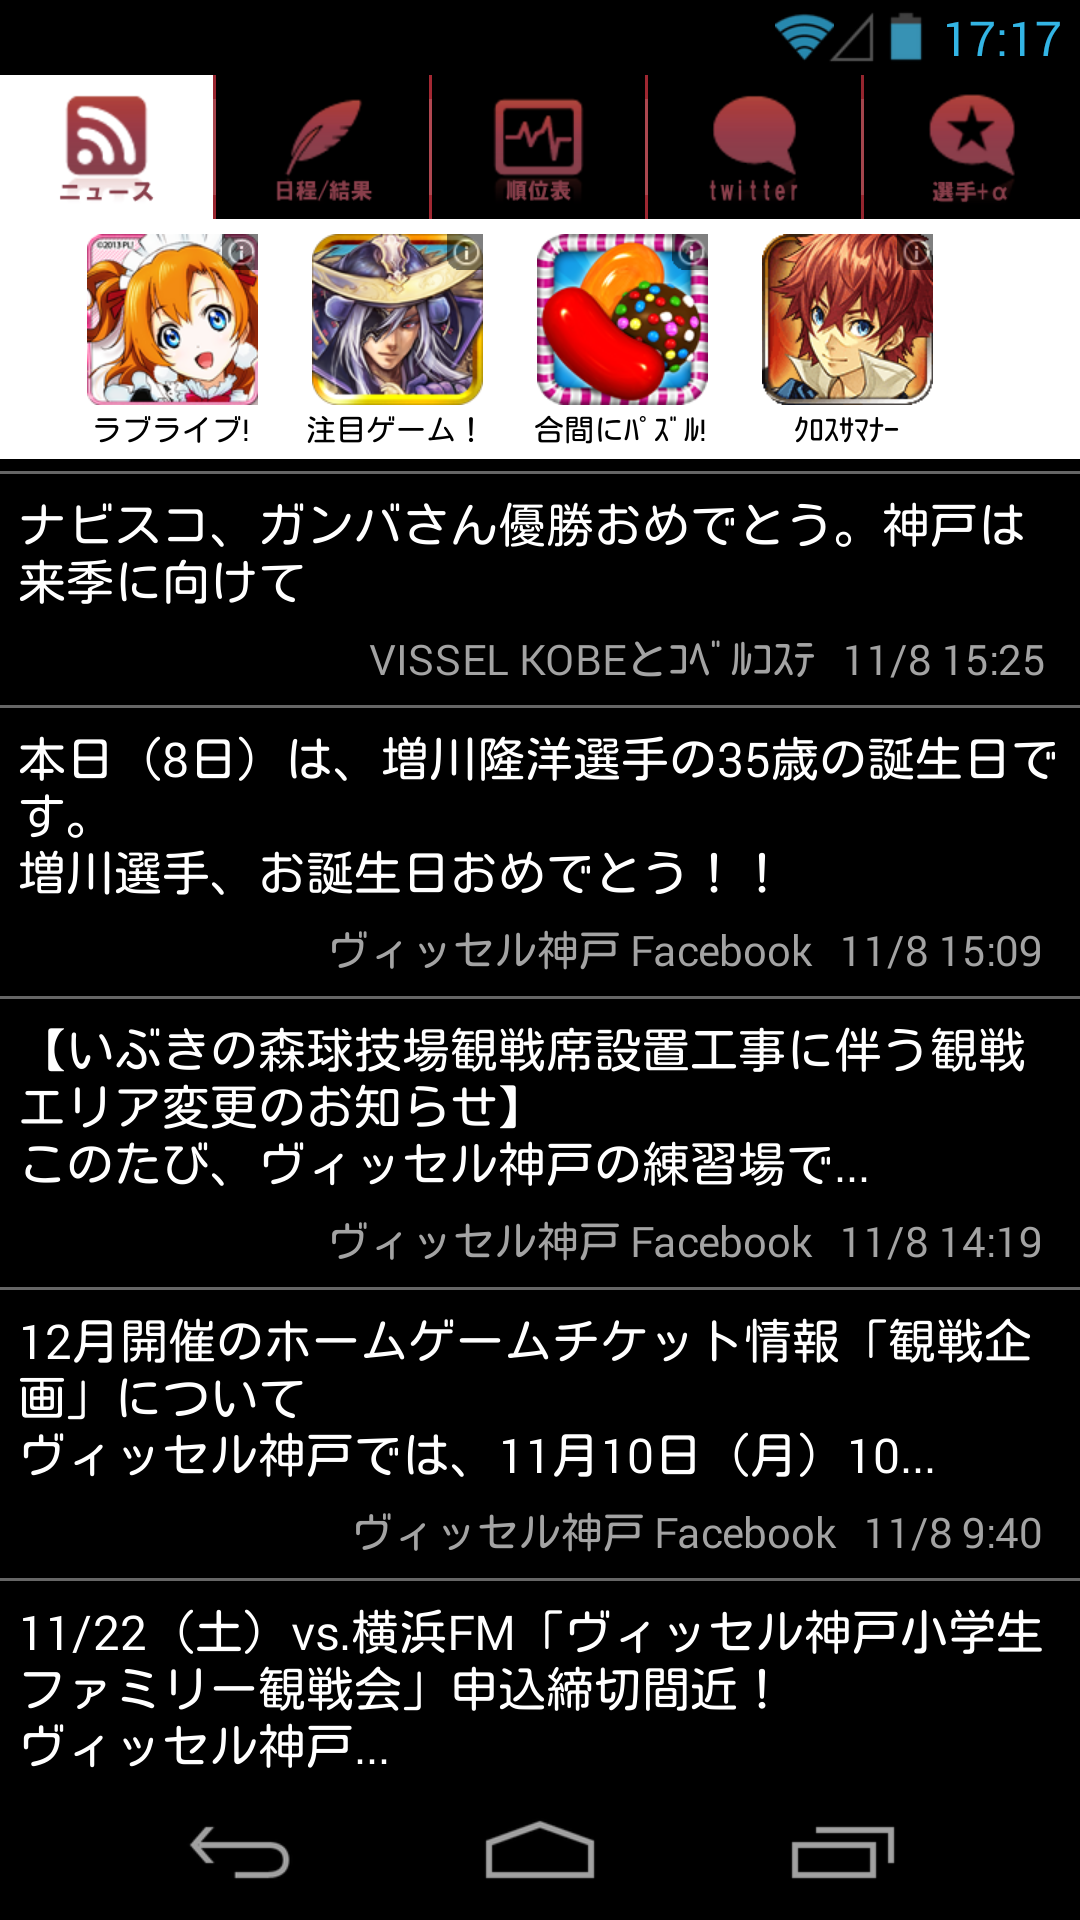 17:17
ニュース
日程/結果
順位表
twitter
選手+α
©2013 PL!
ラブライブ!
注目ゲーム！
合間にﾊﾟｽﾞﾙ!
ｸﾛｽｻﾏﾅｰ
ナビスコ、ガンバさん優勝おめでとう。神戸は
来季に向けて
VISSEL KOBEとｺﾍﾞﾙｺｽﾃ 11/8 15:25
本日（8日）は、増川隆洋選手の35歳の誕生日で
す。
増川選手、お誕生日おめでとう！！
ヴィッセル神戸 Facebook 11/8 15:09
【いぶきの森球技場観戦席設置工事に伴う観戦
エリア変更のお知らせ】
このたび、ヴィッセル神戸の練習場で...
ヴィッセル神戸 Facebook 11/8 14:19
12月開催のホームゲームチケット情報「観戦企
画」について
ヴィッセル神戸では、11月10日（月）10...
ヴィッセル神戸 Facebook 11/8 9:40
11/22（土）vs.横浜FM「ヴィッセル神戸小学生
ファミリー観戦会」申込締切間近！
ヴィッセル神戸...